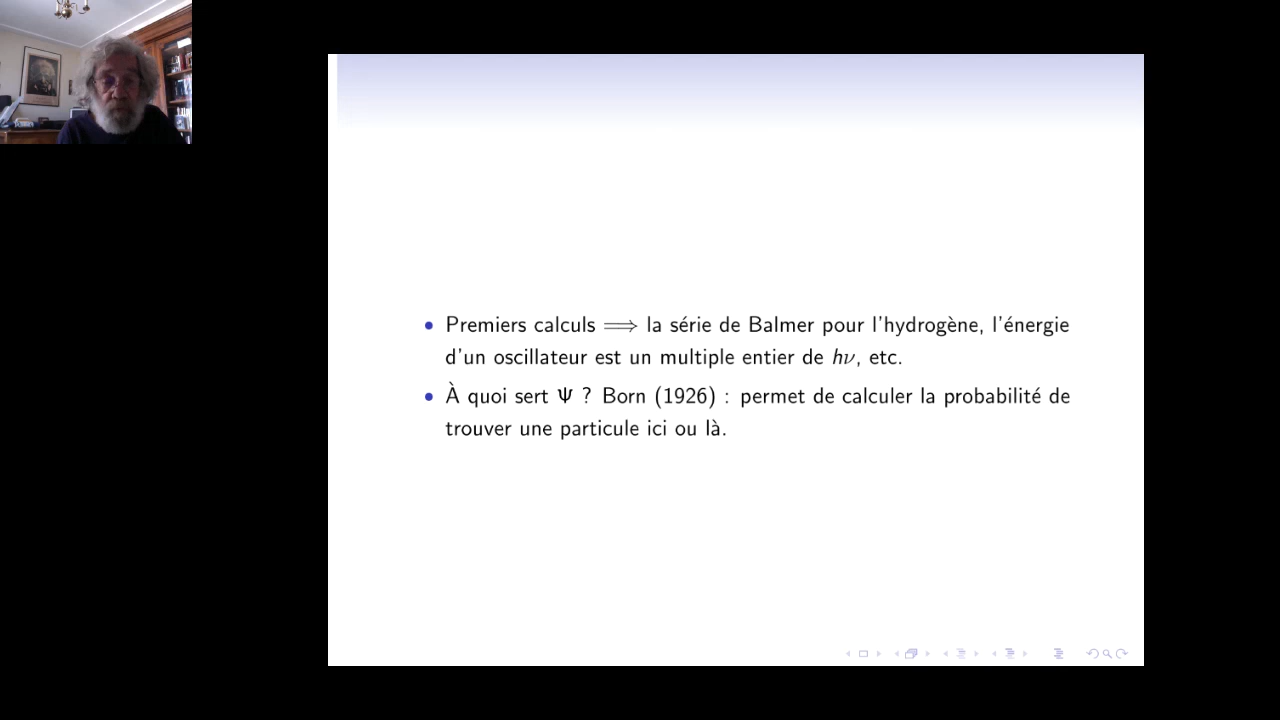 • Premiers calculs ⟹ la série de Balmer pour l'hydrogène, l'énergie
d'un oscillateur est un multiple entier de hν, etc.
• À quoi sert Ψ ? Born (1926) : permet de calculer la probabilité de
trouver une particule ici ou là.